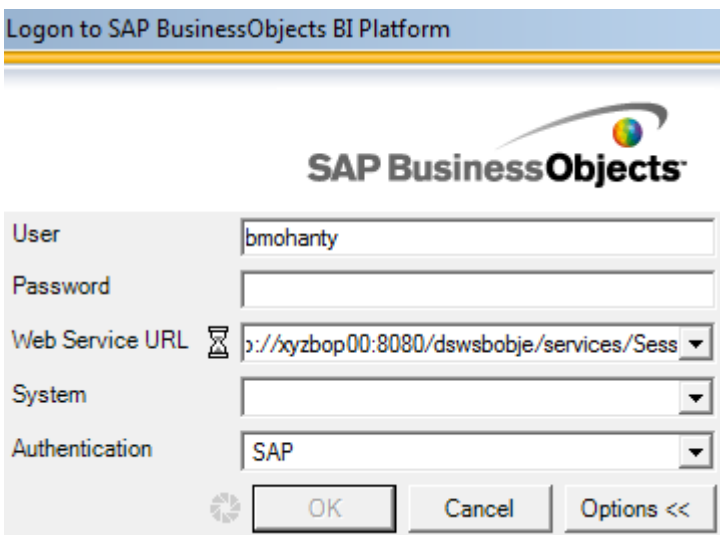 Logon to SAP BusinessObjects BI Platform
SAP BusinessObjects™
User bmohanty
Password
Web Service URL ://xyzbop00:8080/dswsbobje/services/Sess
System
Authentication SAP
OK Cancel Options <<